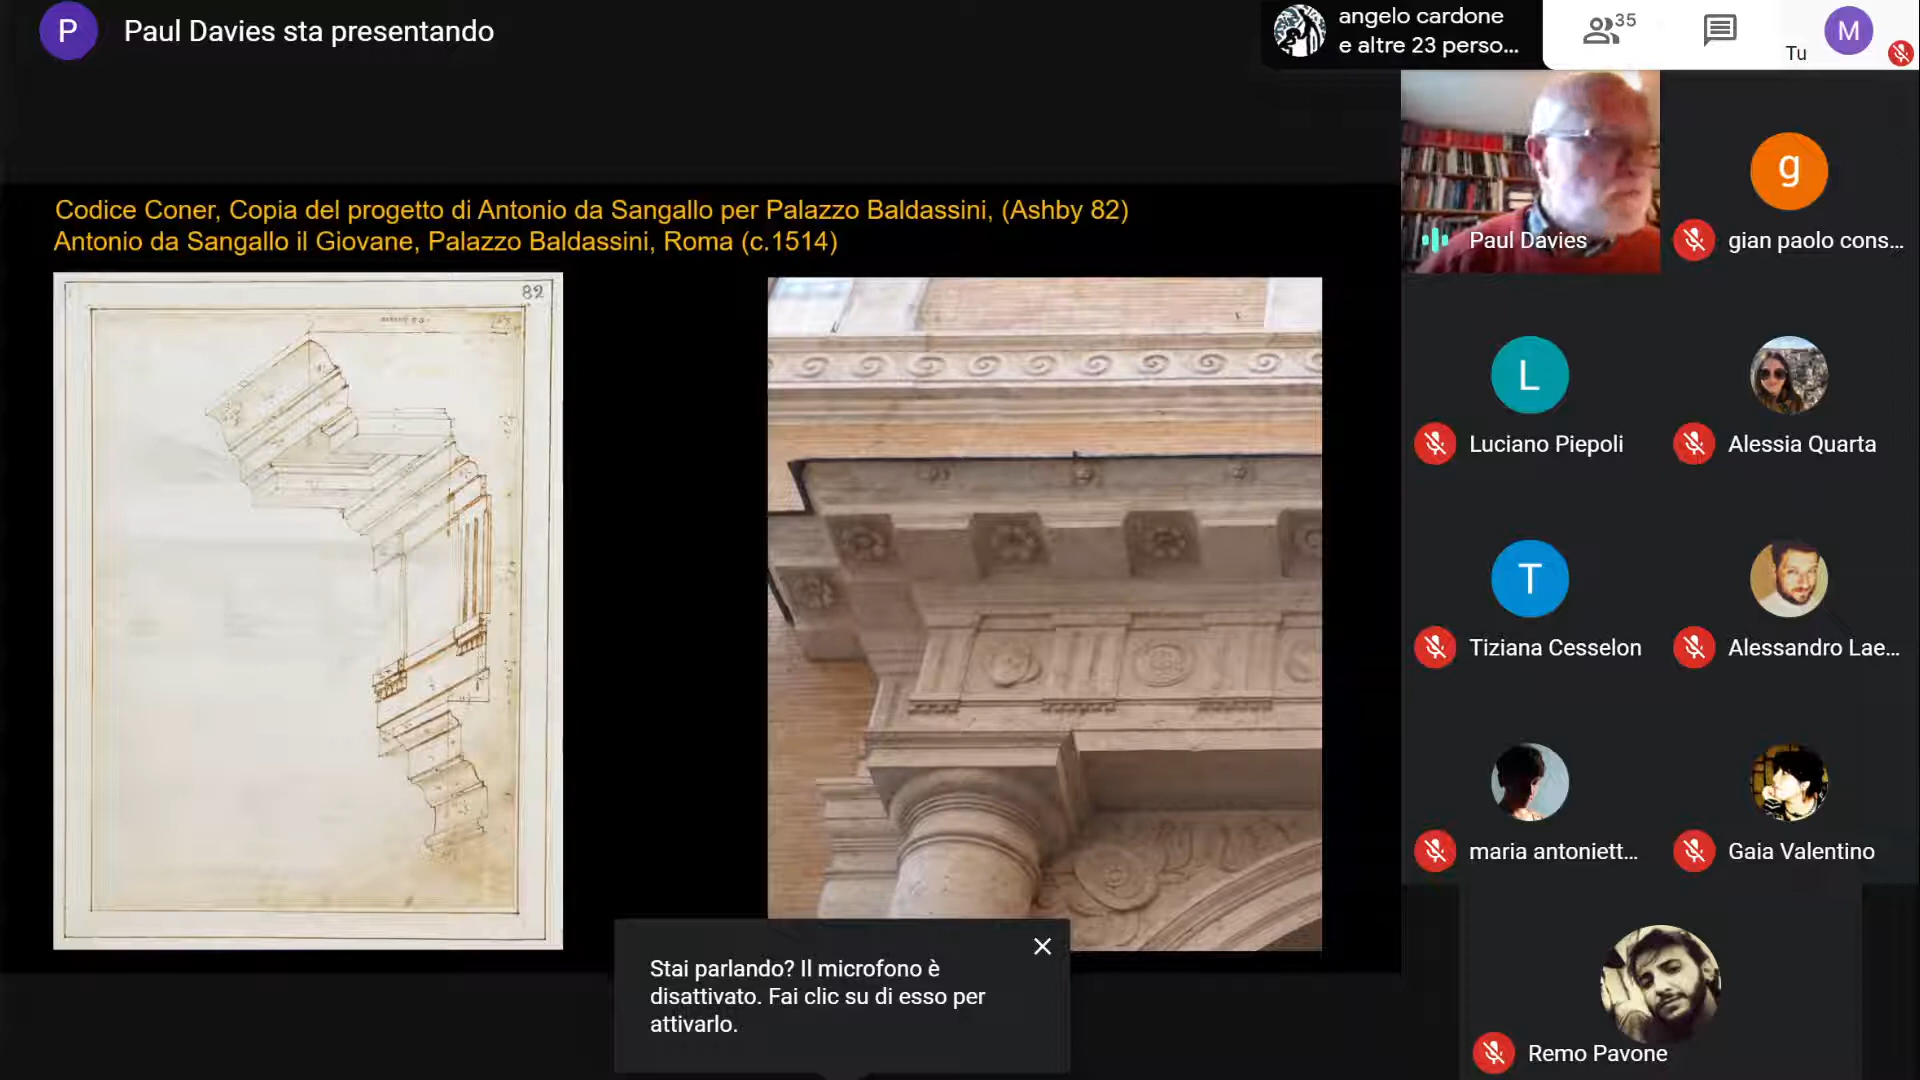 P
Paul Davies sta presentando
angelo cardone
e altre 23 perso...
35
Tu
M
Codice Coner, Copia del progetto di Antonio da Sangallo per Palazzo Baldassini, (Ashby 82)
Antonio da Sangallo il Giovane, Palazzo Baldassini, Roma (c.1514)
82
Paul Davies
g
gian paolo cons...
L
Luciano Piepoli
Alessia Quarta
T
Tiziana Cesselon
Alessandro Lae...
maria antoniett...
Gaia Valentino
Remo Pavone
Stai parlando? Il microfono è
disattivato. Fai clic su di esso per
attivarlo.